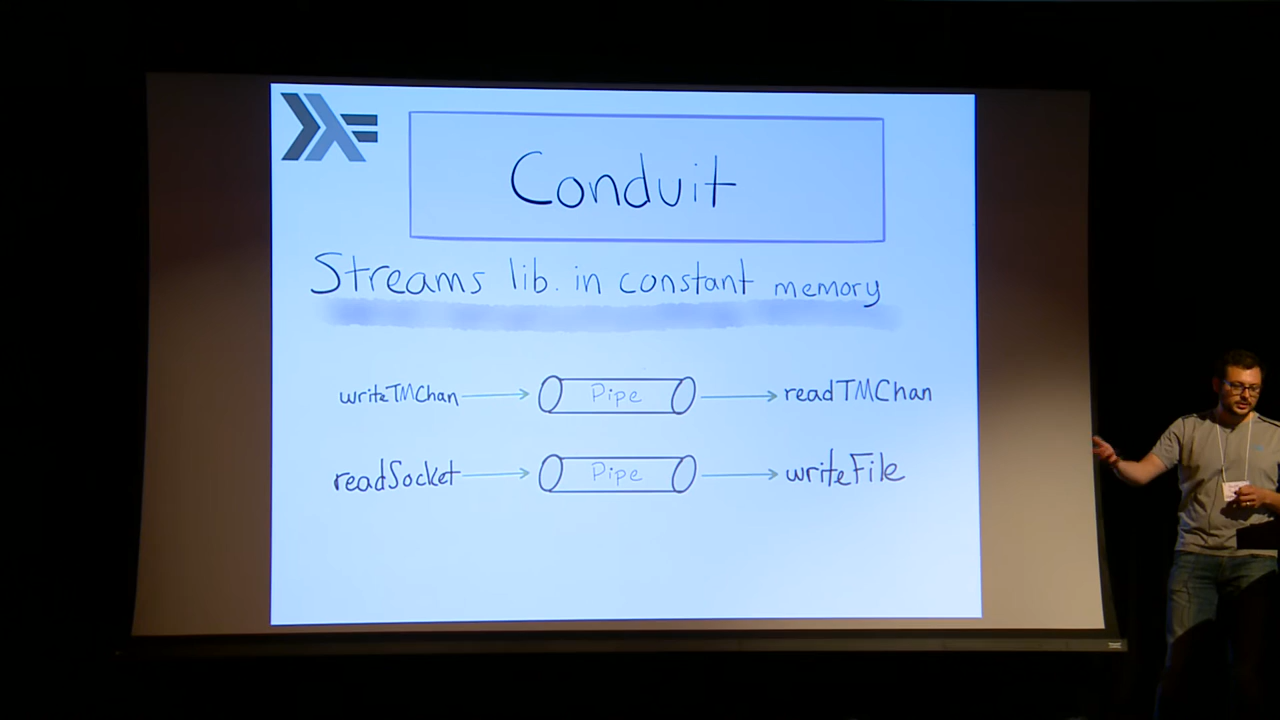 Conduit
Streams lib. in constant memory
writeTMChan Pipe readTMChan
readSocket Pipe writeFile